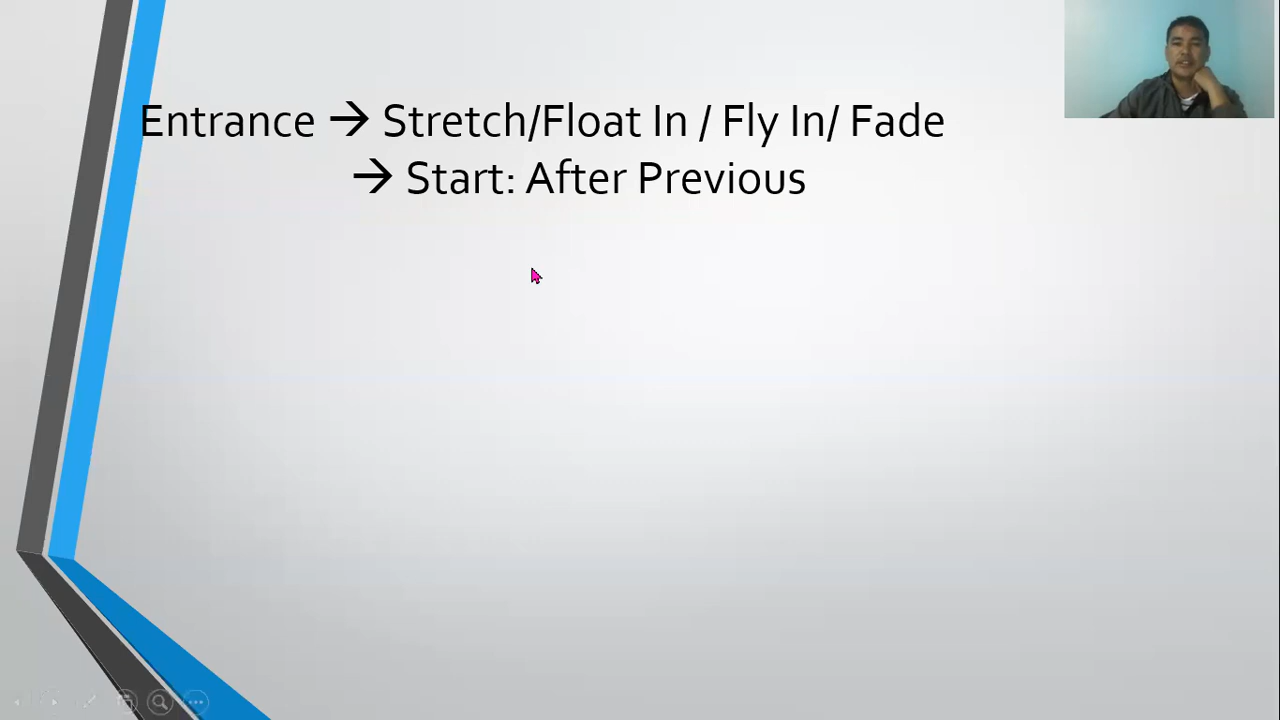 Entrance → Stretch/Float In / Fly In/ Fade
→ Start: After Previous